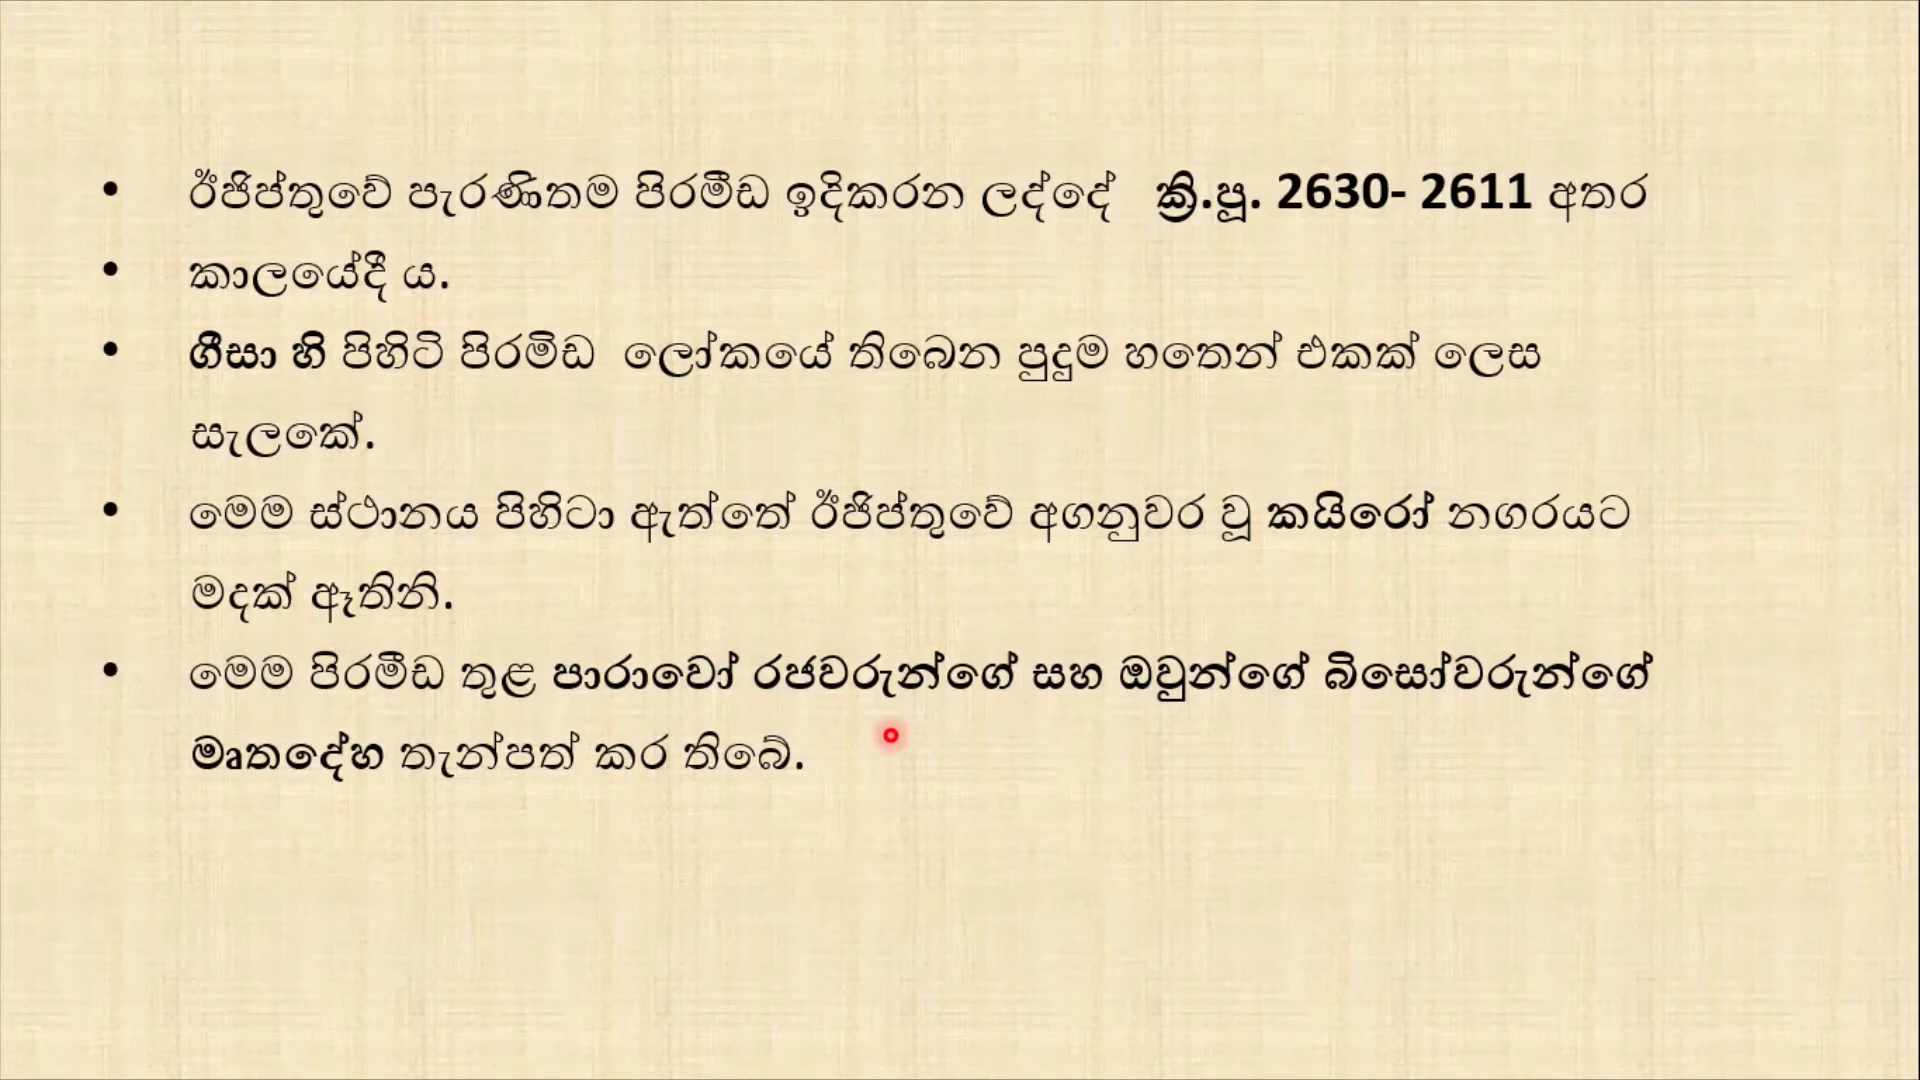 • ඊජිප්තුවේ පැරණිතම පිරමීඩ ඉදිකරන ලද්දේ ක්‍රි.පූ. 2630- 2611 අතර
• කාලයේදී ය.
• ගීසා හි පිහිටි පිරමිඩ ලෝකයේ තිබෙන පුදුම හතෙන් එකක් ලෙස
සැලකේ.
• මෙම ස්ථානය පිහිටා ඇත්තේ ඊජිප්තුවේ අගනුවර වූ කයිරෝ නගරයට
මදක් ඈතිනි.
• මෙම පිරමීඩ තුළ පාරාවෝ රජවරුන්ගේ සහ ඔවුන්ගේ බිසෝවරුන්ගේ
මෘතදේහ තැන්පත් කර තිබේ.